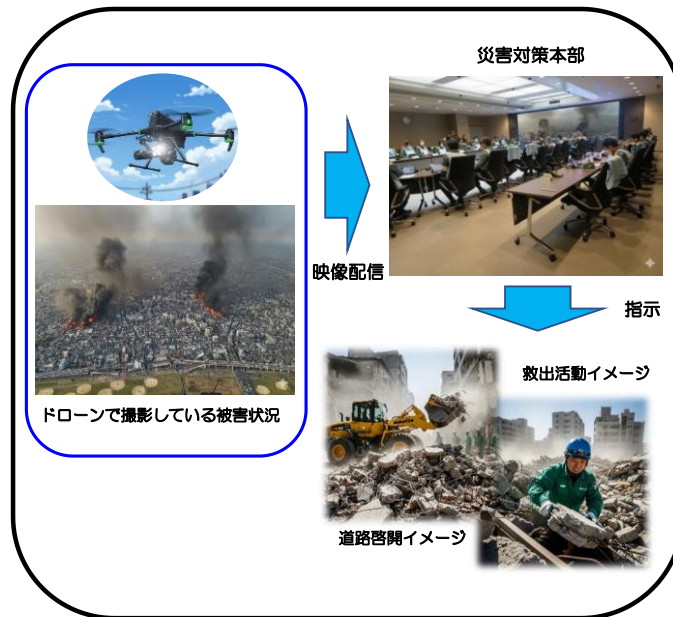 災害対策本部
映像配信
ドローンで撮影している被害状況
指示
救出活動イメージ
道路啓開イメージ